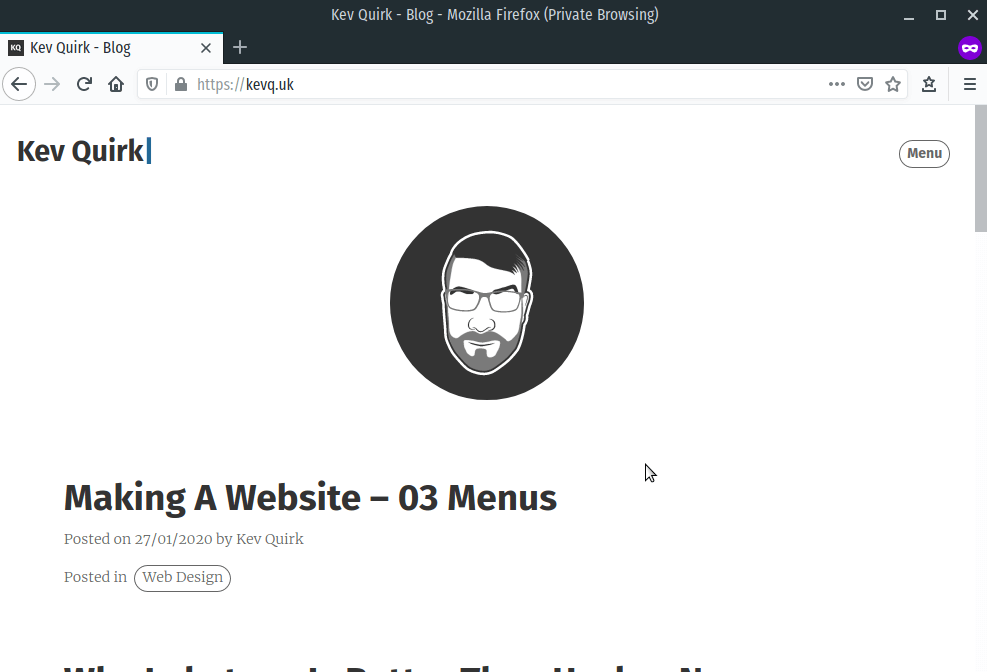 Kev Quirk - Blog - Mozilla Firefox (Private Browsing)
KQ Kev Quirk - Blog
https://kevq.uk
Kev Quirk
Menu
Making A Website – 03 Menus
Posted on 27/01/2020 by Kev Quirk
Posted in Web Design